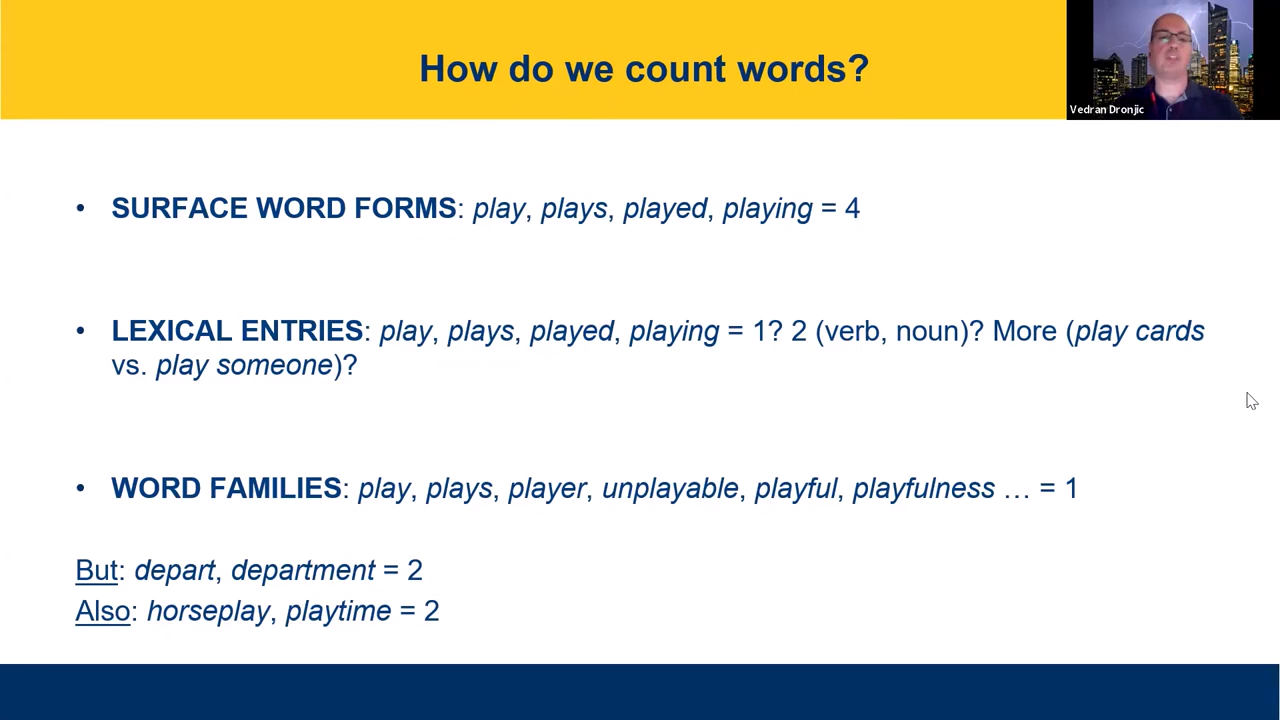 How do we count words?
Vedran Dronjic
• SURFACE WORD FORMS: play, plays, played, playing = 4
• LEXICAL ENTRIES: play, plays, played, playing = 1? 2 (verb, noun)? More (play cards
vs. play someone)?
• WORD FAMILIES: play, plays, player, unplayable, playful, playfulness … = 1
But: depart, department = 2
Also: horseplay, playtime = 2